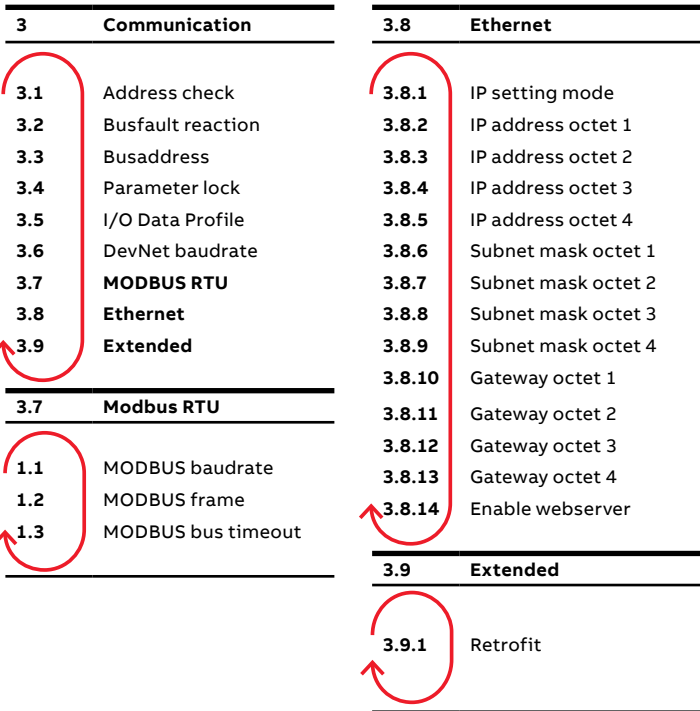 3 Communication
3.1 Address check
3.2 Busfault reaction
3.3 Busaddress
3.4 Parameter lock
3.5 I/O Data Profile
3.6 DevNet baudrate
3.7 MODBUS RTU
3.8 Ethernet
3.9 Extended
3.7 Modbus RTU
1.1 MODBUS baudrate
1.2 MODBUS frame
1.3 MODBUS bus timeout
3.8 Ethernet
3.8.1 IP setting mode
3.8.2 IP address octet 1
3.8.3 IP address octet 2
3.8.4 IP address octet 3
3.8.5 IP address octet 4
3.8.6 Subnet mask octet 1
3.8.7 Subnet mask octet 2
3.8.8 Subnet mask octet 3
3.8.9 Subnet mask octet 4
3.8.10 Gateway octet 1
3.8.11 Gateway octet 2
3.8.12 Gateway octet 3
3.8.13 Gateway octet 4
3.8.14 Enable webserver
3.9 Extended
3.9.1 Retrofit